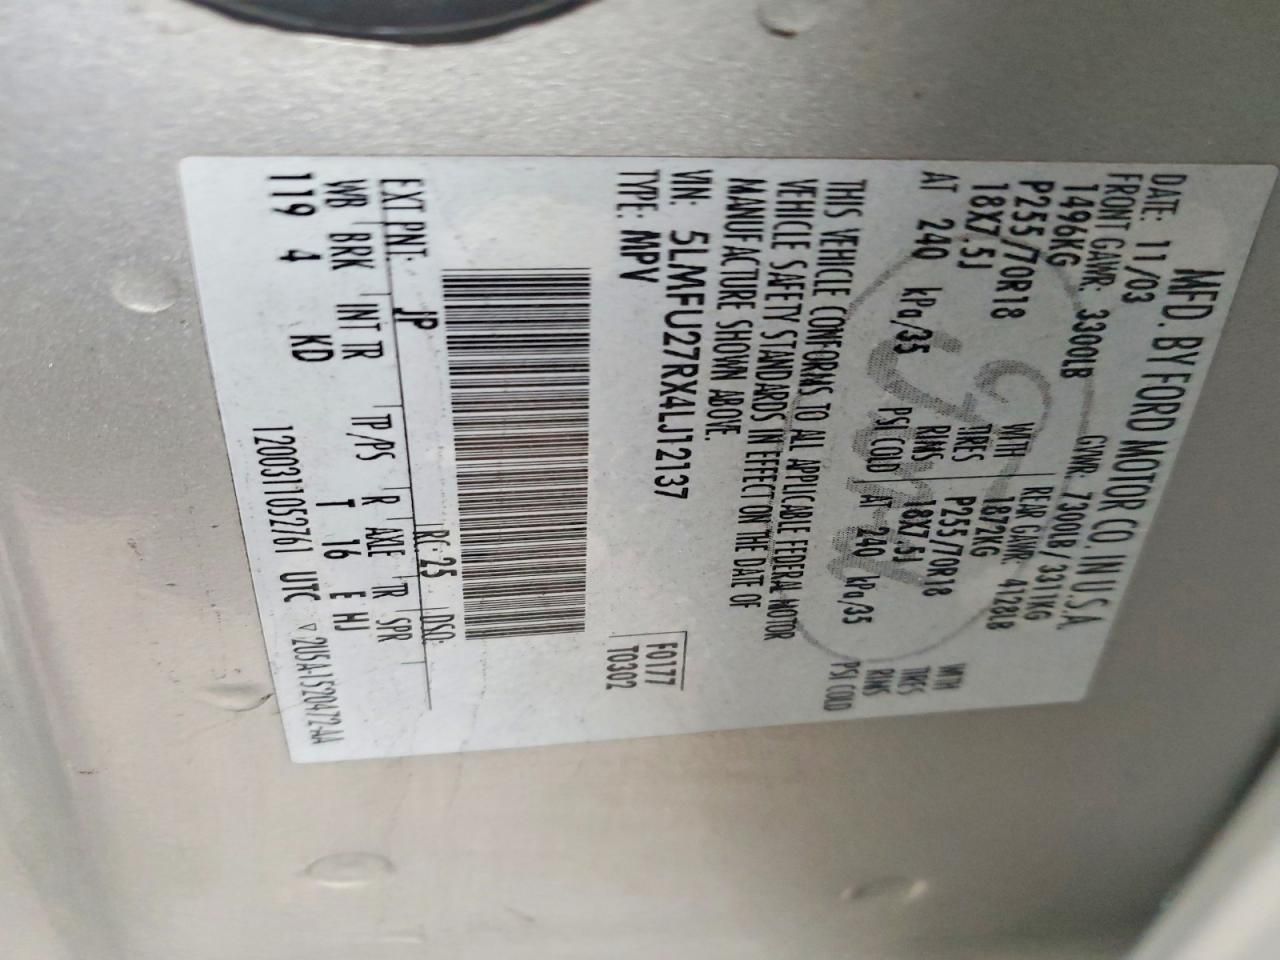 MFD. BY FORD MOTOR CO. IN U.S.A.
DATE: 11/03 GVWR: 7300LB/ 3311KG
FRONT GAWR: 3300LB REAR GAWR: 4128LB
1496KG WITH 1872KG WITH
P255/70R18 TIRES P255/70R18 TIRES
18X7.5J RIMS 18X7.5J RIMS
AT 240 kPa/35 PSI COLD AT 240 kPa/35 PSI COLD
THIS VEHICLE CONFORMS TO ALL APPLICABLE FEDERAL MOTOR
VEHICLE SAFETY STANDARDS IN EFFECT ON THE DATE OF
MANUFACTURE SHOWN ABOVE.
VIN: 5LMFU27RX4LJ12137 F0177
TYPE: MPV T0302
EXT PNT: JP RC: 25 DSO:
WB BRK INT TR TP/PS R AXLE TR SPR
119 4 KD T 16 E HJ
1200311052761 UTC ▽ 2U5A-1520472-AA